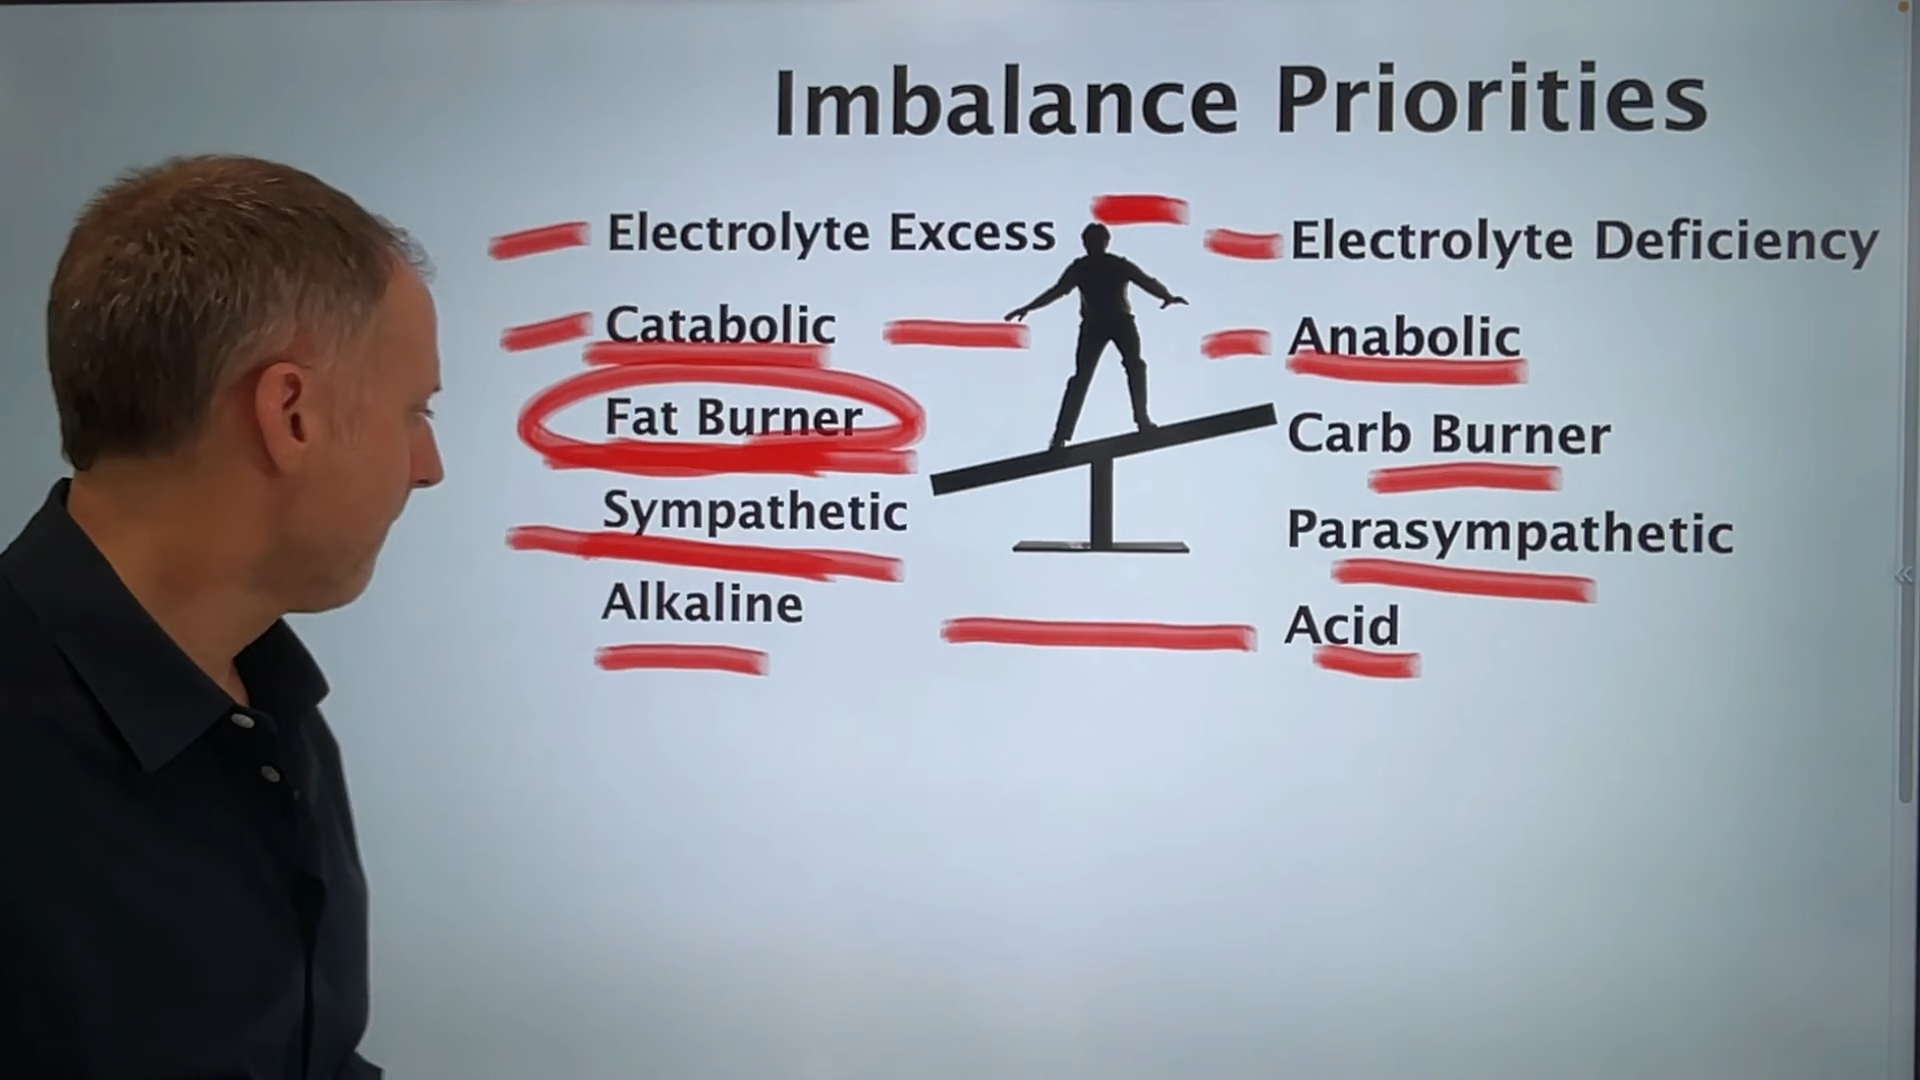 Imbalance Priorities
Electrolyte Excess
Electrolyte Deficiency
Catabolic
Anabolic
Fat Burner
Carb Burner
Sympathetic
Parasympathetic
Alkaline
Acid